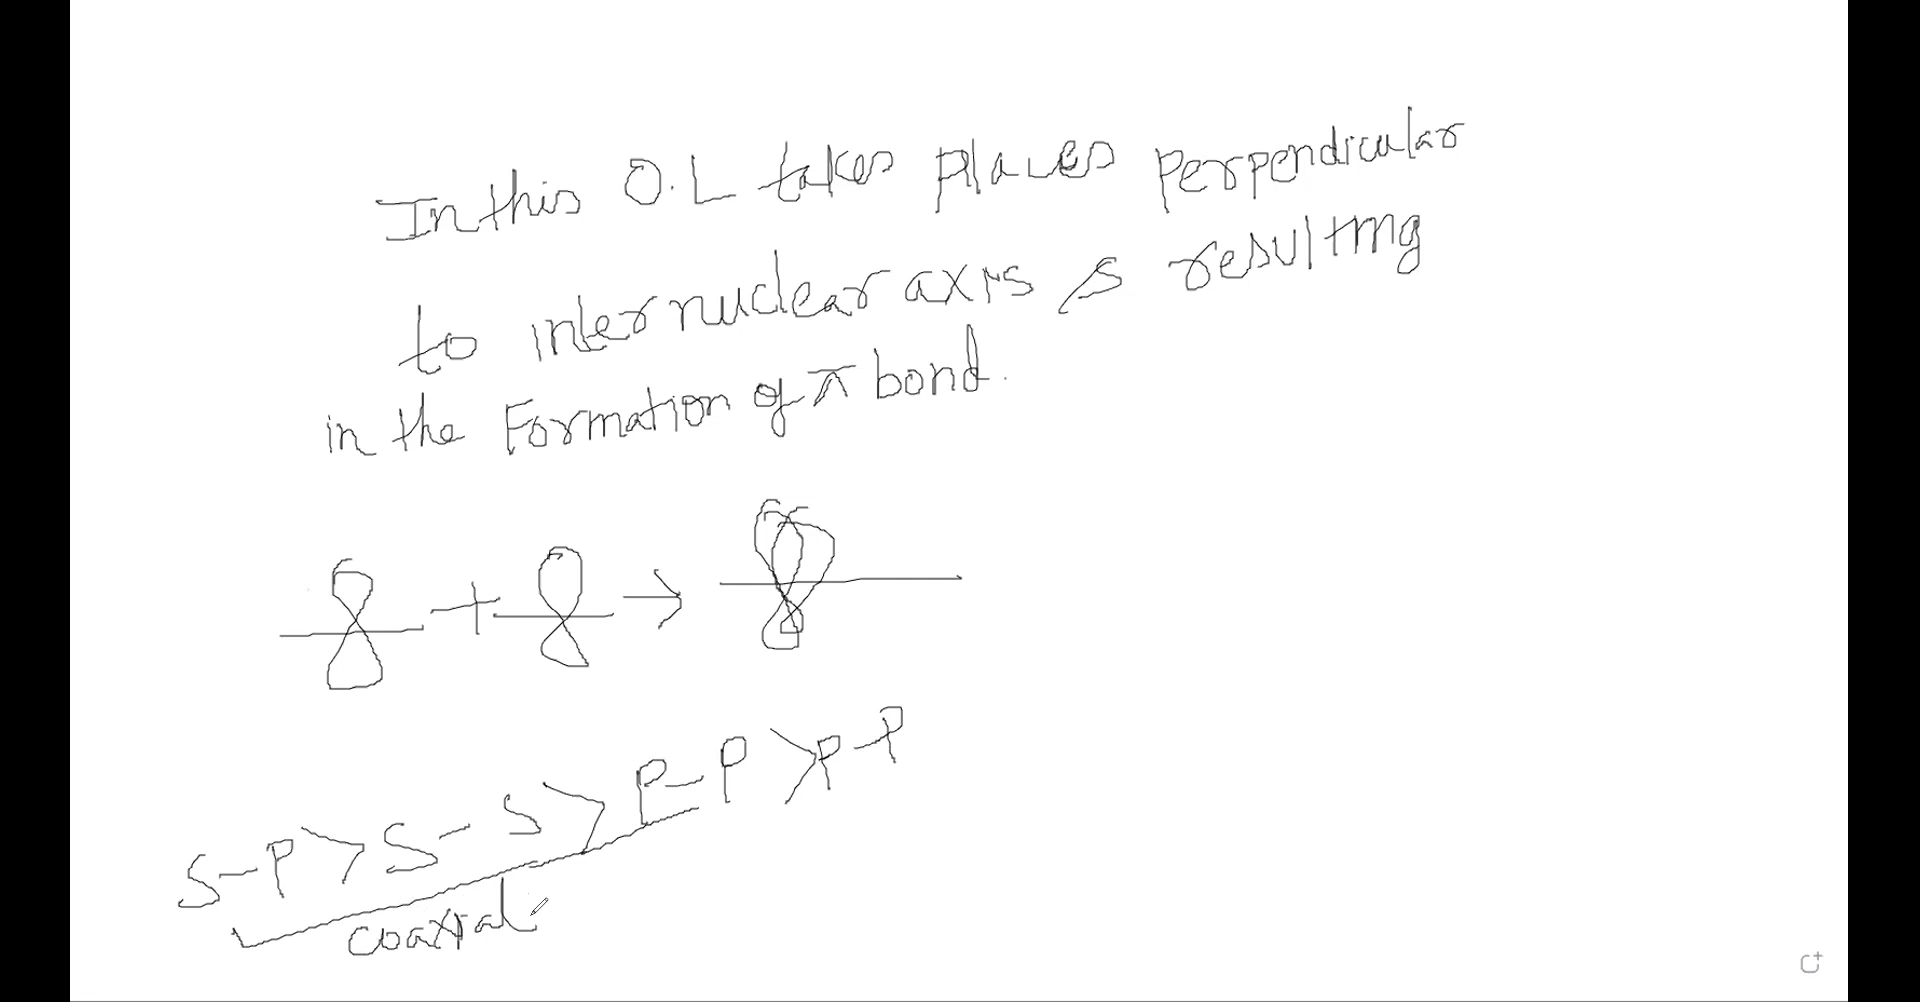 In this O.L takes places perpendicular
to internuclear axis & resulting
in the Formation of π bond.
+ →
S-P > S-S > P-P > P-P
coaxial